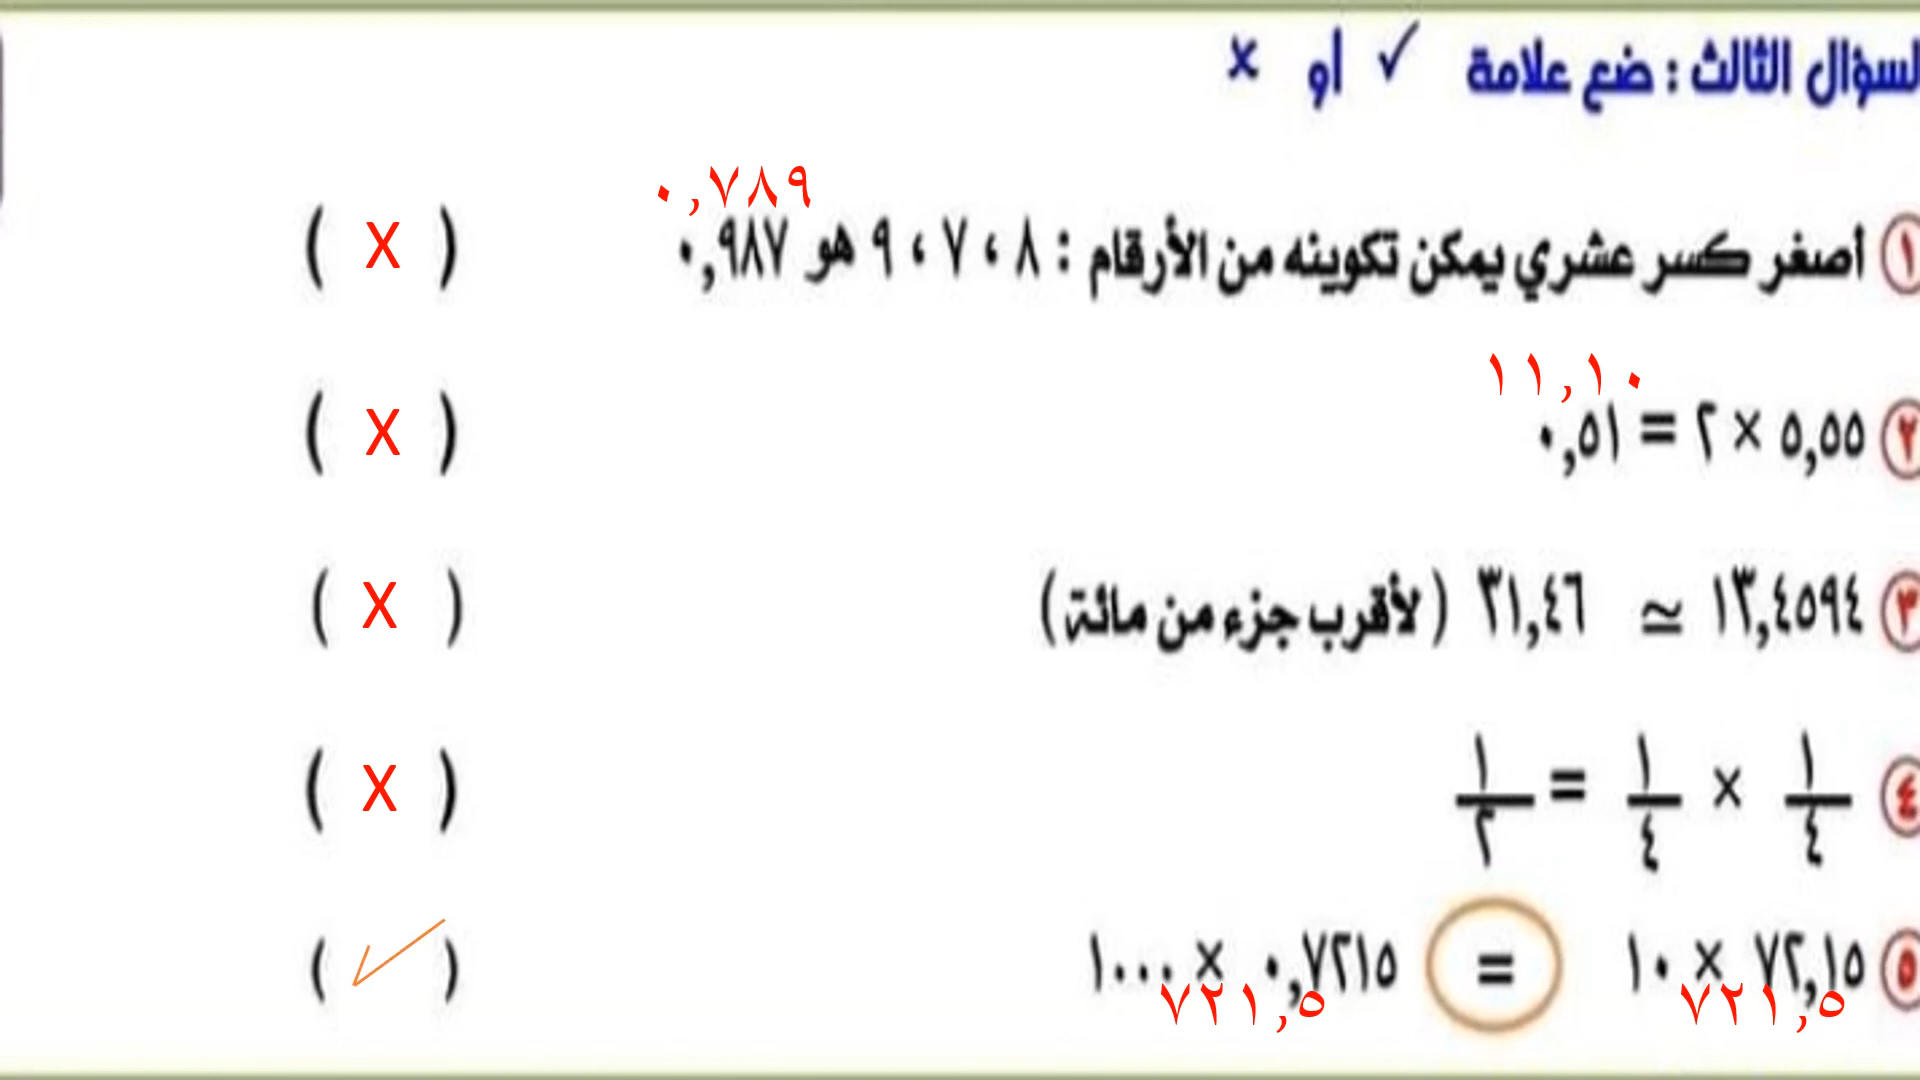 لسؤال الثالث : ضع علامة ✓ أو ×
٠,٧٨٩
١ أصغر كسر عشري يمكن تكوينه من الأرقام : ٨ ، ٧ ، ٩ هو ٠,٩٨٧ ( X )
١١,١٠
٢ ٥,٥٥ × ٢ = ٠,٥١ ( X )
٣ ١٣,٤٥٩٤ ≃ ٣١,٤٦ ( لأقرب جزء من مائة ) ( X )
٤ ١/٤ × ١/٤ = ١/٢ ( X )
٥ ٧٢,١٥ × ١٠ = ٠,٧٢١٥ × ١٠٠٠ ( ✓ )
٧٢١,٥ ٧٢١,٥